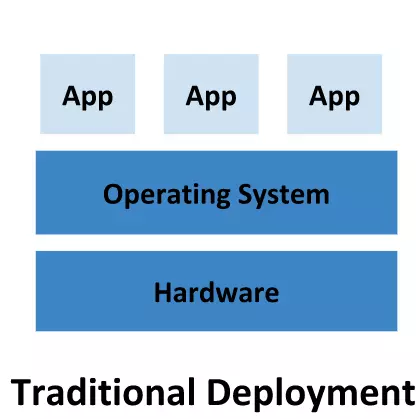 App App App
Operating System
Hardware
Traditional Deployment